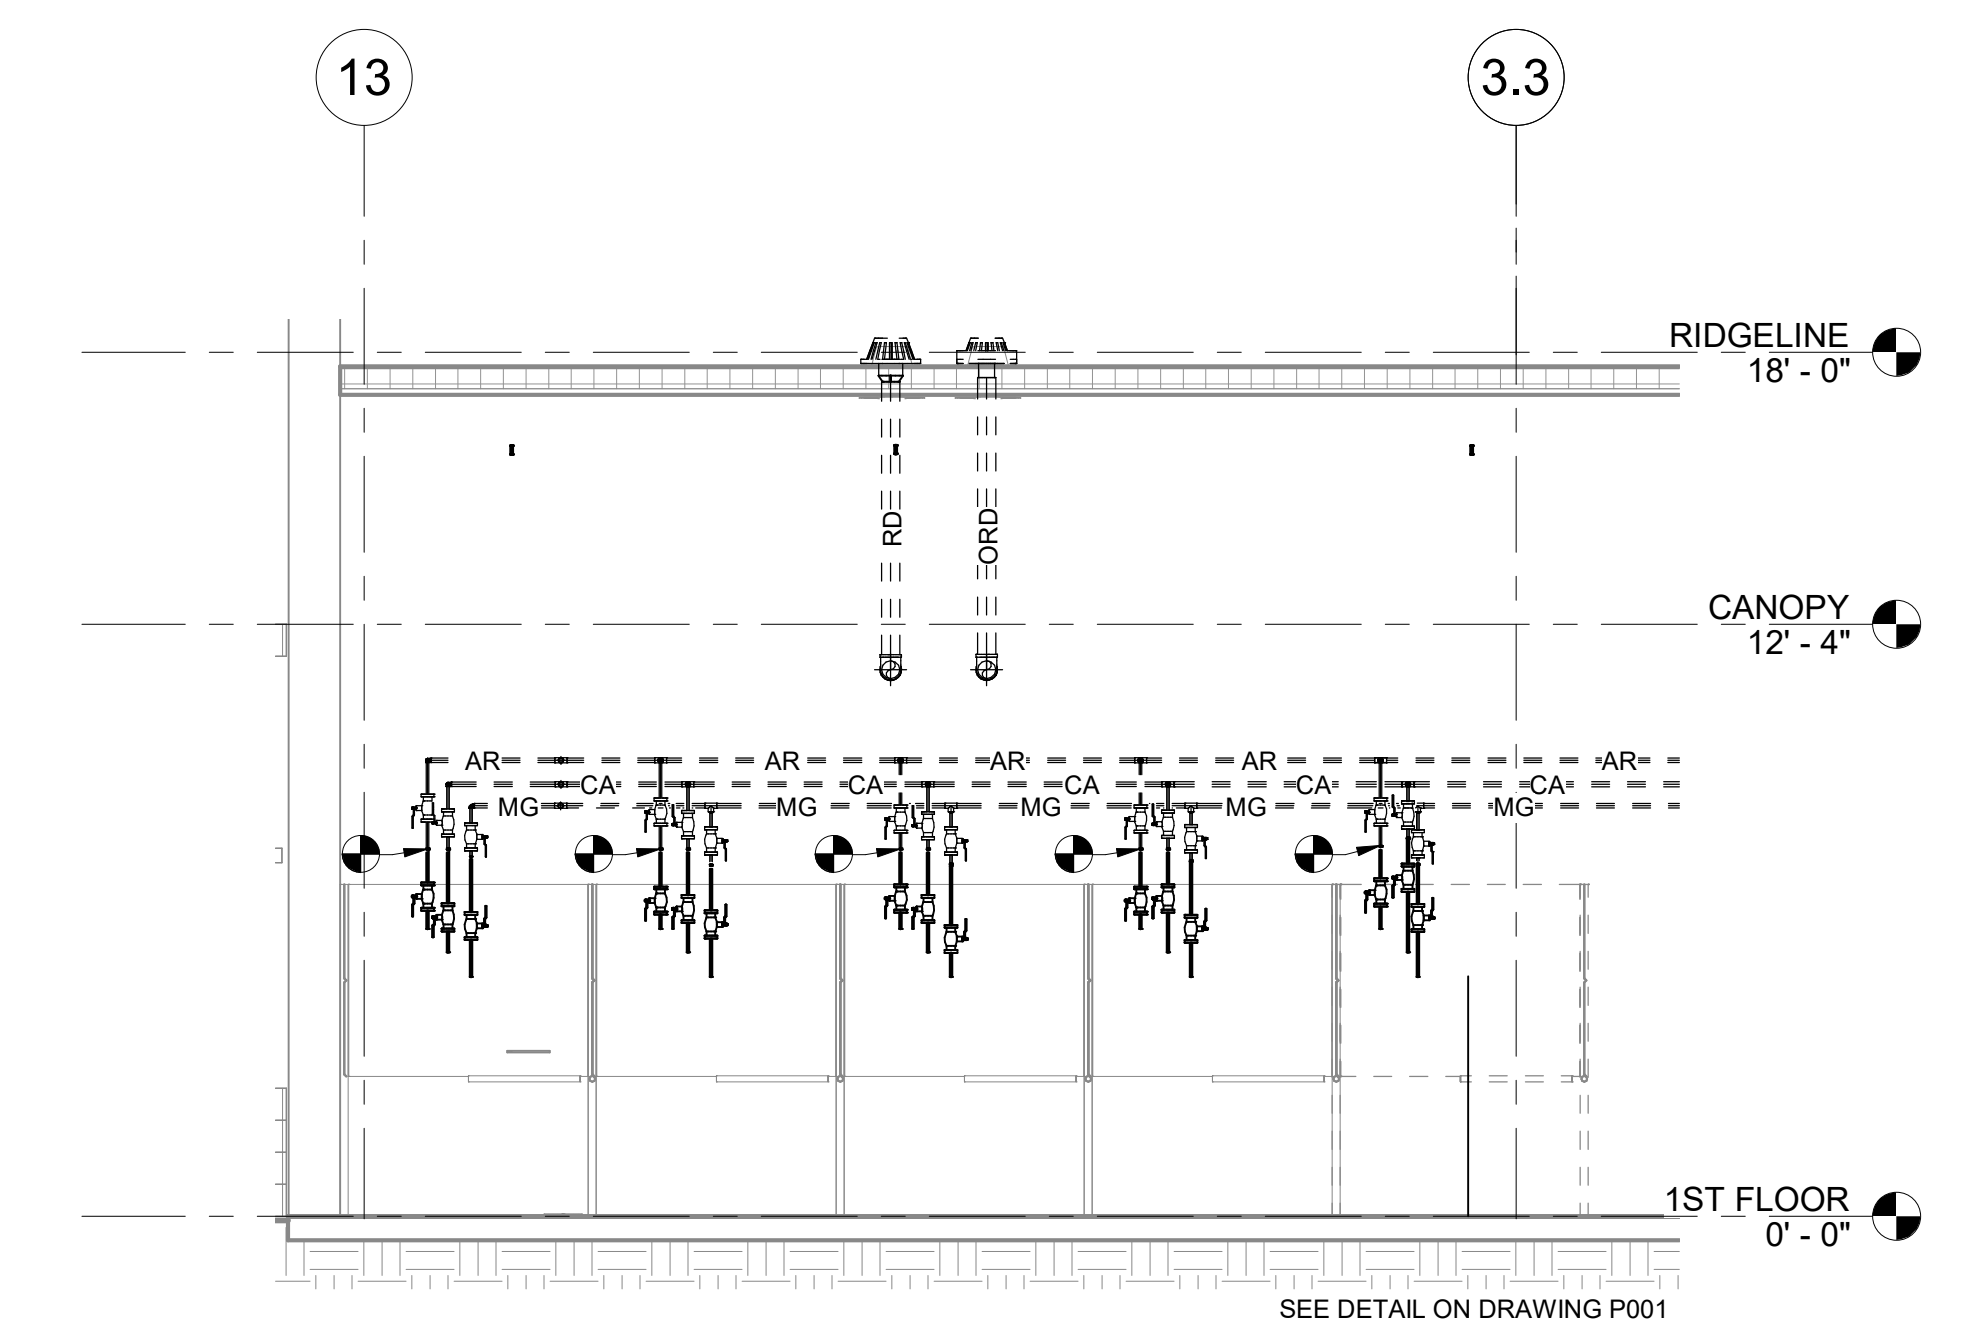 13
3.3
RIDGELINE
18' - 0"
RD
ORD
CANOPY
12' - 4"
AR AR AR AR AR
CA CA CA CA CA
MG MG MG MG MG
1ST FLOOR
0' - 0"
SEE DETAIL ON DRAWING P001